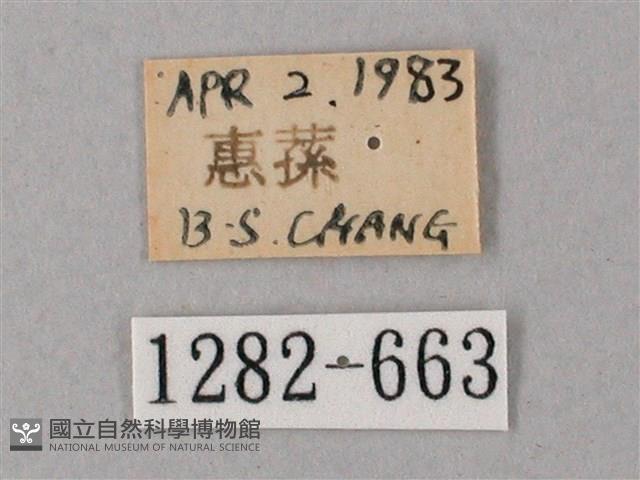 APR 2. 1983
惠蓀
B-S. CHANG
1282-663
國立自然科學博物館
NATIONAL MUSEUM OF NATURAL SCIENCE